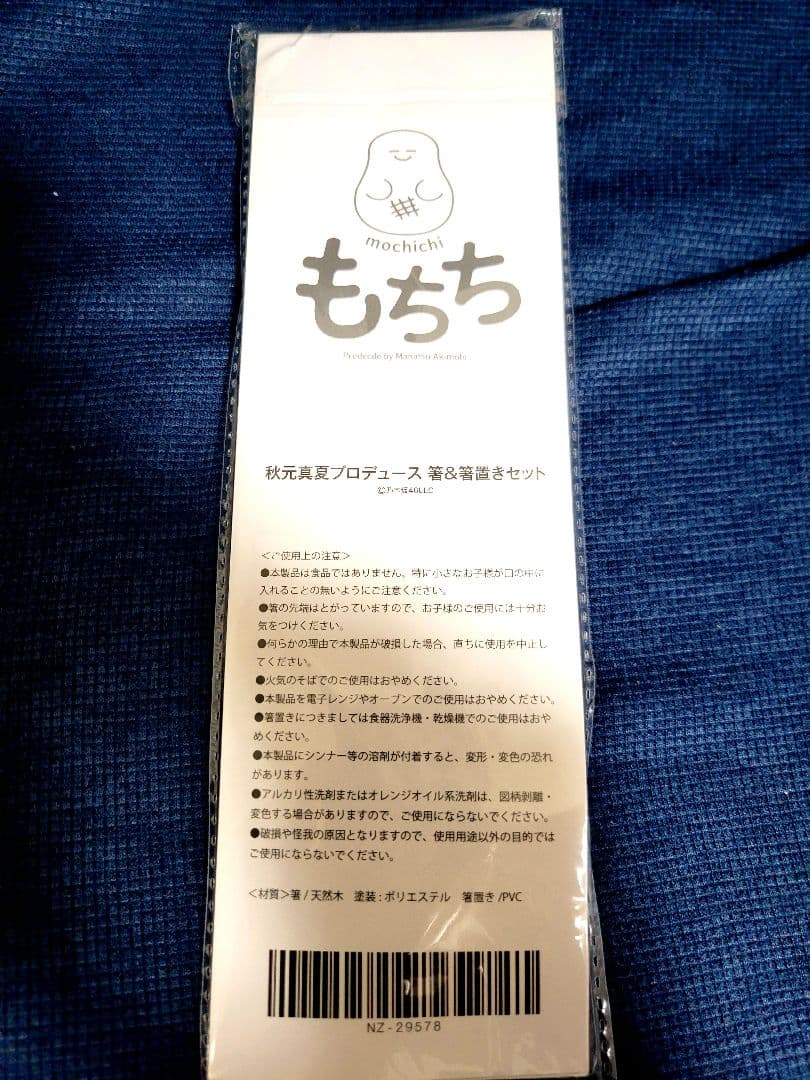 mochichi
もちち
Prodecde by Manatsu Akimoto
秋元真夏プロデュース 箸&箸置きセット
乃木坂46LLC
<ご使用上の注意>
●本製品は食品ではありません。特に小さなお子様が口の中に
入れることの無いようにご注意ください。
●箸の先端はとがっていますので、お子様のご使用には十分お
気をつけください。
●何らかの理由で本製品が破損した場合、直ちに使用を中止し
てください。
●火気のそばでのご使用はおやめください。
●本製品を電子レンジやオーブンでのご使用はおやめください。
●箸置きにつきましては食器洗浄機・乾燥機でのご使用はおや
めください。
●本製品にシンナー等の溶剤が付着すると、変形・変色の恐れ
があります。
●アルカリ性洗剤またはオレンジオイル系洗剤は、図柄剥離・
変色する場合がありますので、ご使用にならないでください。
●破損や怪我の原因となりますので、使用用途以外の目的では
ご使用にならないでください。
<材質>箸/天然木 塗装:ポリエステル 箸置き/PVC
NZ-29578